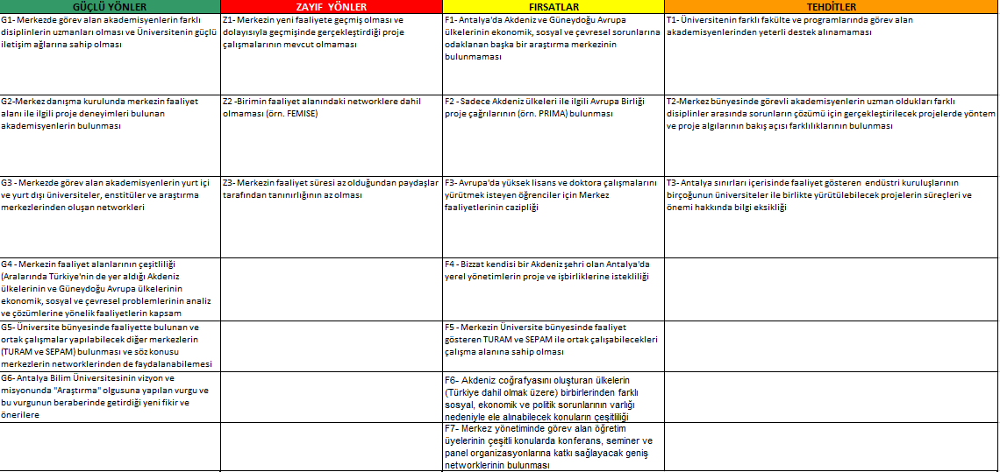 GÜÇLÜ YÖNLER
ZAYIF YÖNLER
FIRSATLAR
TEHDİTLER
G1- Merkezde görev alan akademisyenlerin farklı
disiplinlerin uzmanları olması ve Üniversitenin güçlü
iletişim ağlarına sahip olması
Z1- Merkezin yeni faaliyete geçmiş olması ve
dolayısıyla geçmişinde gerçekleştirdiği proje
çalışmalarının mevcut olmaması
F1- Antalya'da Akdeniz ve Güneydoğu Avrupa
ülkelerinin ekonomik, sosyal ve çevresel sorunlarına
odaklanan başka bir araştırma merkezinin
bulunmaması
T1- Üniversitenin farklı fakülte ve programlarında görev alan
akademisyenlerinden yeterli destek alınamaması
G2-Merkez danışma kurulunda merkezin faaliyet
alanı ile ilgili proje deneyimleri bulunan
akademisyenlerin bulunması
Z2 -Birimin faaliyet alanındaki networklere dahil
olmaması (örn. FEMISE)
F2 - Sadece Akdeniz ülkeleri ile ilgili Avrupa Birliği
proje çağrılarının (örn. PRIMA) bulunması
T2-Merkez bünyesinde görevli akademisyenlerin uzman oldukları farklı
disiplinler arasında sorunların çözümü için gerçekleştirilecek projelerde yöntem
ve proje algılarının bakış açısı farklılıklarının bulunması
G3 - Merkezde görev alan akademisyenlerin yurt içi
ve yurt dışı üniversiteler, enstitüler ve araştırma
merkezlerinden oluşan networkleri
Z3- Merkezin faaliyet süresi az olduğundan paydaşlar
tarafından tanınırlığının az olması
F3- Avrupa'da yüksek lisans ve doktora çalışmalarını
yürütmek isteyen öğrenciler için Merkez
faaliyetlerinin cazipliği
T3- Antalya sınırları içerisinde faaliyet gösteren endüstri kuruluşlarının
birçoğunun üniversiteler ile birlikte yürütülebilecek projelerin süreçleri ve
önemi hakkında bilgi eksikliği
G4 - Merkezin faaliyet alanlarının çeşitliliği
(Aralarında Türkiye'nin de yer aldığı Akdeniz
ülkelerinin ve Güneydoğu Avrupa ülkelerinin
ekonomik, sosyal ve çevresel problemlerinin analiz
ve çözümlerine yönelik faaliyetlerin kapsam
F4 - Bizzat kendisi bir Akdeniz şehri olan Antalya'da
yerel yönetimlerin proje ve işbirliklerine istekliliği
G5- Üniversite bünyesinde faaliyette bulunan ve
ortak çalışmalar yapılabilecek diğer merkezlerin
(TURAM ve SEPAM) bulunması ve söz konusu
merkezlerin networklerinden de faydalanabilemesi
F5 - Merkezin Üniversite bünyesinde faaliyet
gösteren TURAM ve SEPAM ile ortak çalışabilecekleri
çalışma alanına sahip olması
G6- Antalya Bilim Üniversitesinin vizyon ve
misyonunda "Araştırma" olgusuna yapılan vurgu ve
bu vurgunun beraberinde getirdiği yeni fikir ve
önerilere
F6- Akdeniz coğrafyasını oluşturan ülkelerin
(Türkiye dahil olmak üzere) birbirlerinden farklı
sosyal, ekonomik ve politik sorunlarının varlığı
nedeniyle ele alınabilecek konuların çeşitliliği
F7- Merkez yönetiminde görev alan öğretim
üyelerinin çeşitli konularda konferans, seminer ve
panel organizasyonlarına katkı sağlayacak geniş
networklerinin bulunması